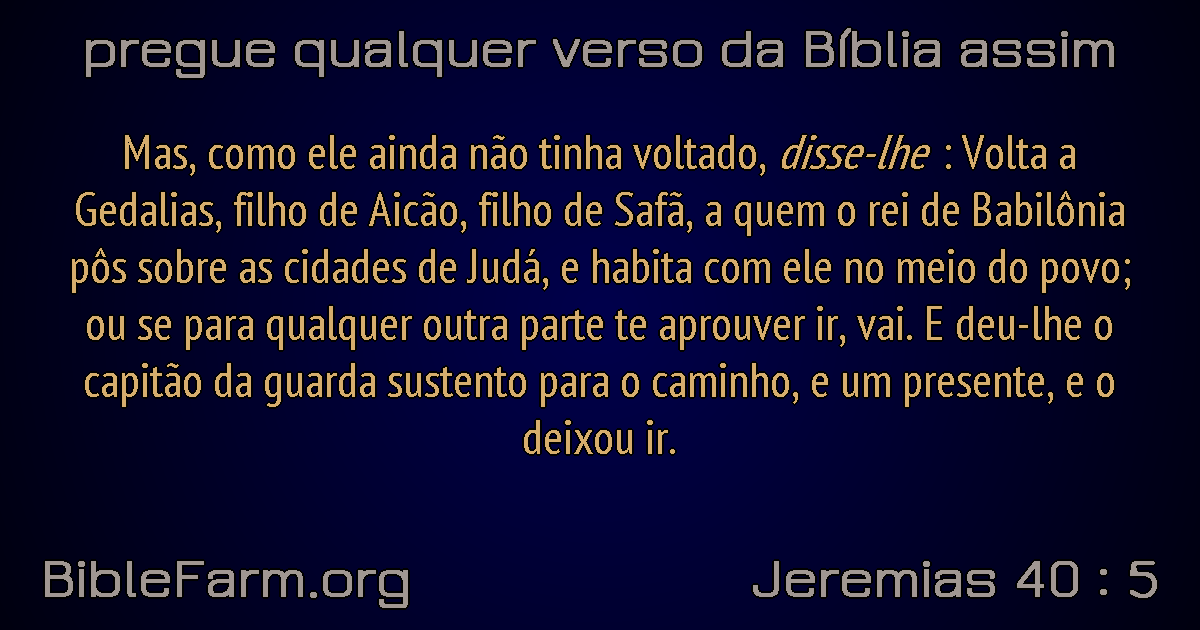 pregue qualquer verso da Bíblia assim
Mas, como ele ainda não tinha voltado, disse-lhe : Volta a
Gedalias, filho de Aicão, filho de Safã, a quem o rei de Babilônia
pôs sobre as cidades de Judá, e habita com ele no meio do povo;
ou se para qualquer outra parte te aprouver ir, vai. E deu-lhe o
capitão da guarda sustento para o caminho, e um presente, e o
deixou ir.
BibleFarm.org
Jeremias 40 : 5